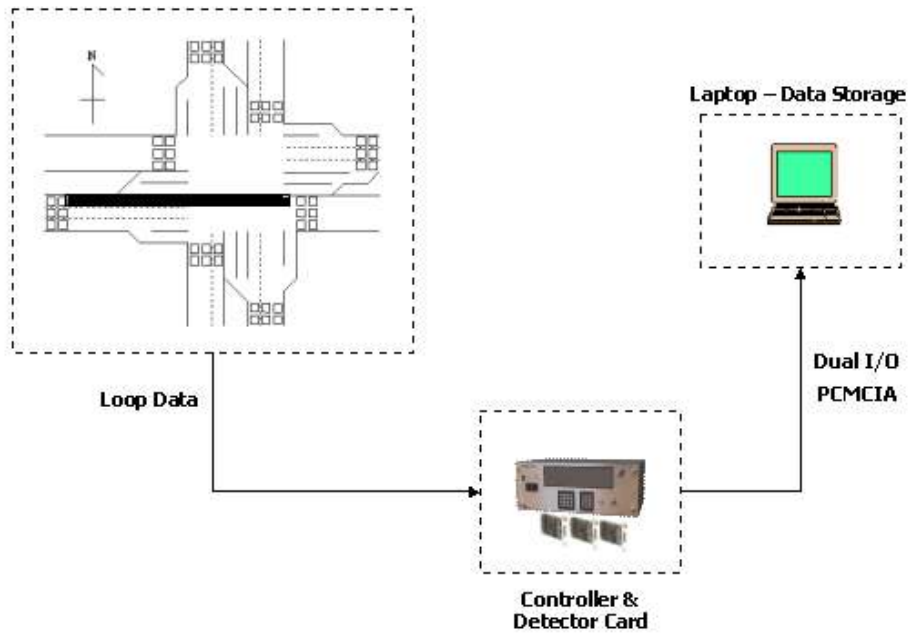 N
Laptop – Data Storage
Dual I/O
PCMCIA
Loop Data
Controller &
Detector Card